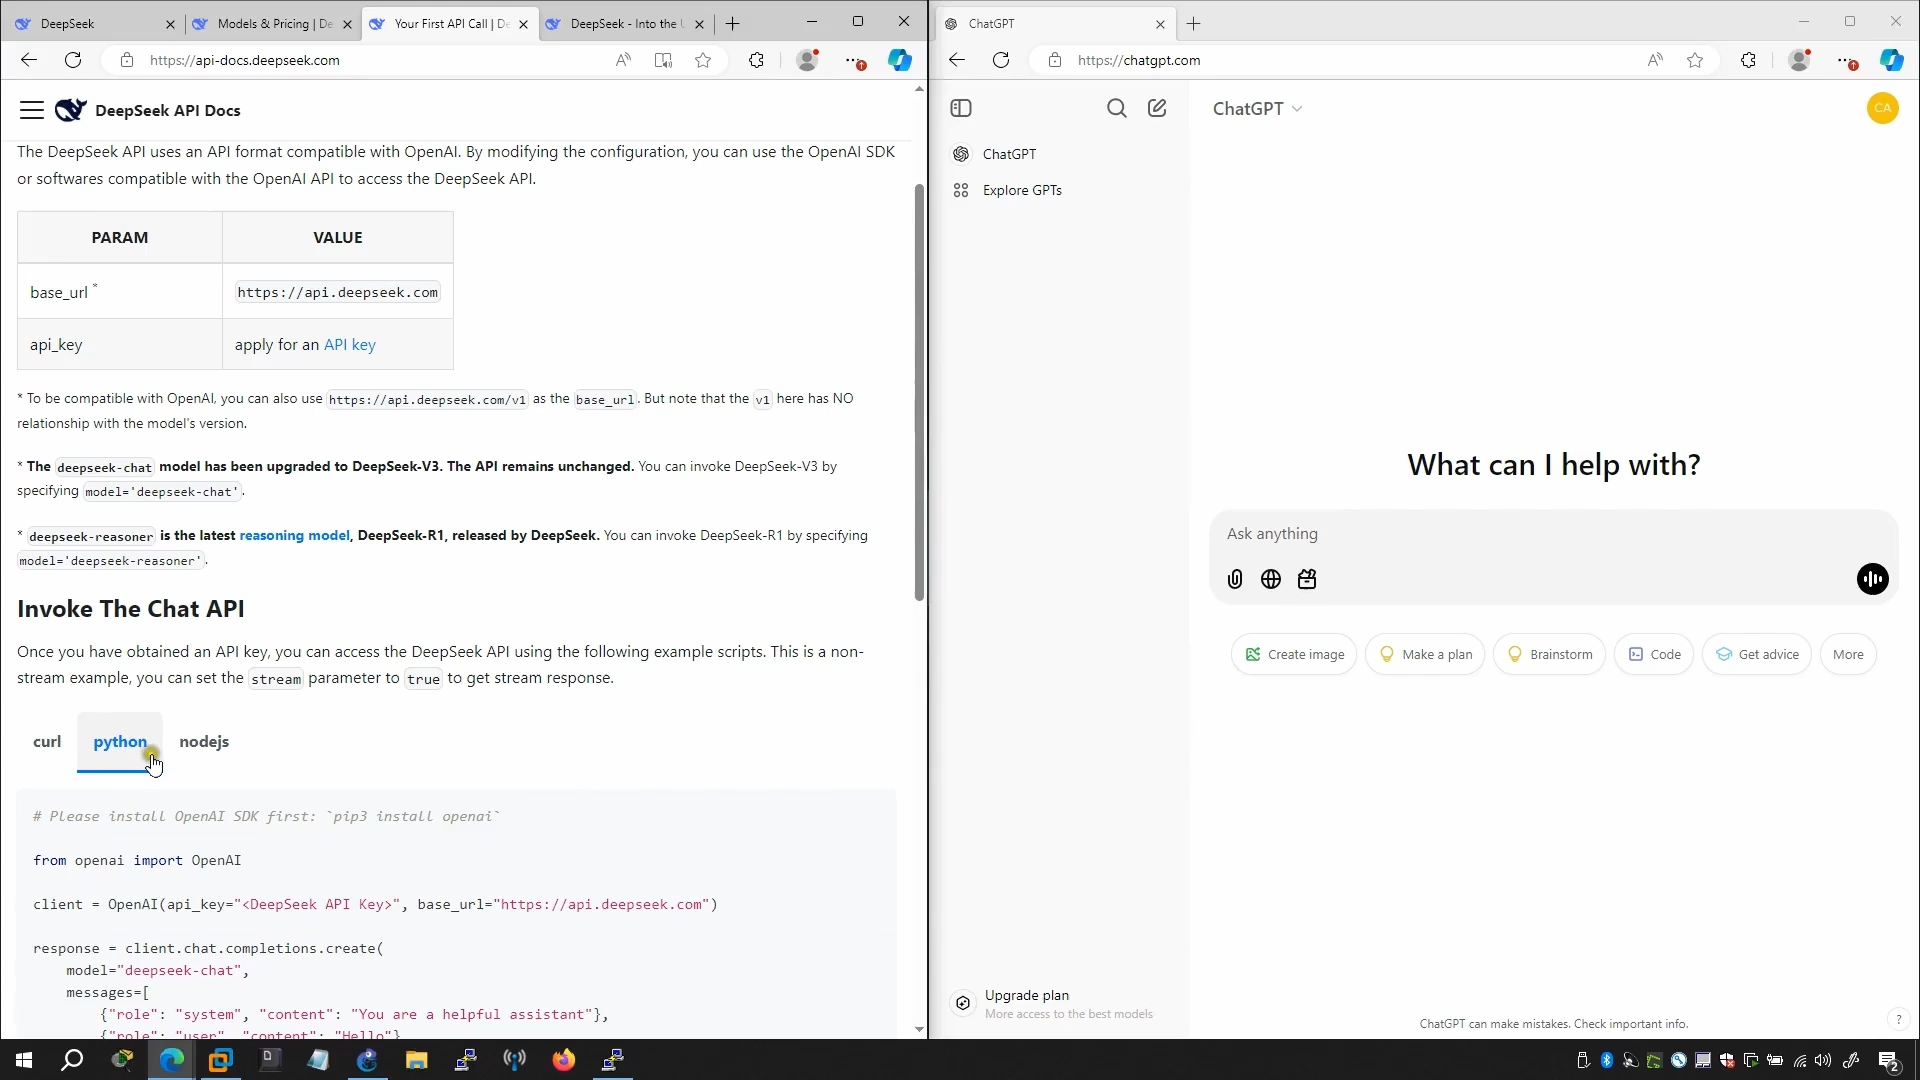 DeepSeek
Models & Pricing | De
Your First API Call | De
DeepSeek - Into the U
https://api-docs.deepseek.com
DeepSeek API Docs
The DeepSeek API uses an API format compatible with OpenAI. By modifying the configuration, you can use the OpenAI SDK
or softwares compatible with the OpenAI API to access the DeepSeek API.
PARAM VALUE
base_url * https://api.deepseek.com
api_key apply for an API key
* To be compatible with OpenAI, you can also use https://api.deepseek.com/v1 as the base_url. But note that the v1 here has NO
relationship with the model's version.
* The deepseek-chat model has been upgraded to DeepSeek-V3. The API remains unchanged. You can invoke DeepSeek-V3 by
specifying model='deepseek-chat'.
* deepseek-reasoner is the latest reasoning model, DeepSeek-R1, released by DeepSeek. You can invoke DeepSeek-R1 by specifying
model='deepseek-reasoner'.
Invoke The Chat API
Once you have obtained an API key, you can access the DeepSeek API using the following example scripts. This is a non-
stream example, you can set the stream parameter to true to get stream response.
curl python nodejs
# Please install OpenAI SDK first: `pip3 install openai`
from openai import OpenAI
client = OpenAI(api_key="<DeepSeek API Key>", base_url="https://api.deepseek.com")
response = client.chat.completions.create(
model="deepseek-chat",
messages=[
{"role": "system", "content": "You are a helpful assistant"},
{"role": "user", "content": "Hello"}
ChatGPT
https://chatgpt.com
ChatGPT
CA
ChatGPT
Explore GPTs
What can I help with?
Ask anything
Create image
Make a plan
Brainstorm
Code
Get advice
More
Upgrade plan
More access to the best models
ChatGPT can make mistakes. Check important info.
?
2